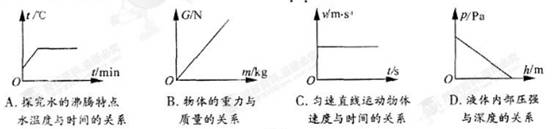 t/℃
O
t/min
A. 探究水的沸腾特点
水温度与时间的关系
G/N
O
m/kg
B. 物体的重力与
质量的关系
v/m·s⁻¹
O
t/s
C. 匀速直线运动物体
速度与时间的关系
p/Pa
O
h/m
D. 液体内部压强
与深度的关系